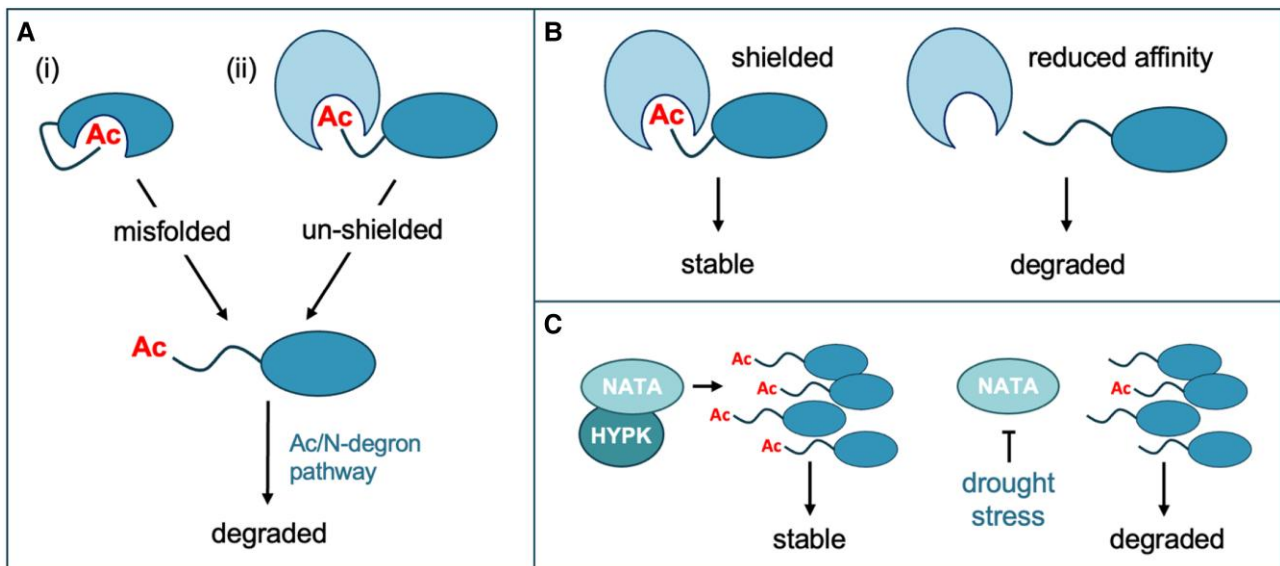 A
(i)
(ii)
Ac
Ac
misfolded
un-shielded
Ac
Ac/N-degron
pathway
degraded
B
shielded
reduced affinity
Ac
stable
degraded
C
NATA
HYPK
Ac
Ac
Ac
Ac
stable
NATA
drought
stress
Ac
degraded